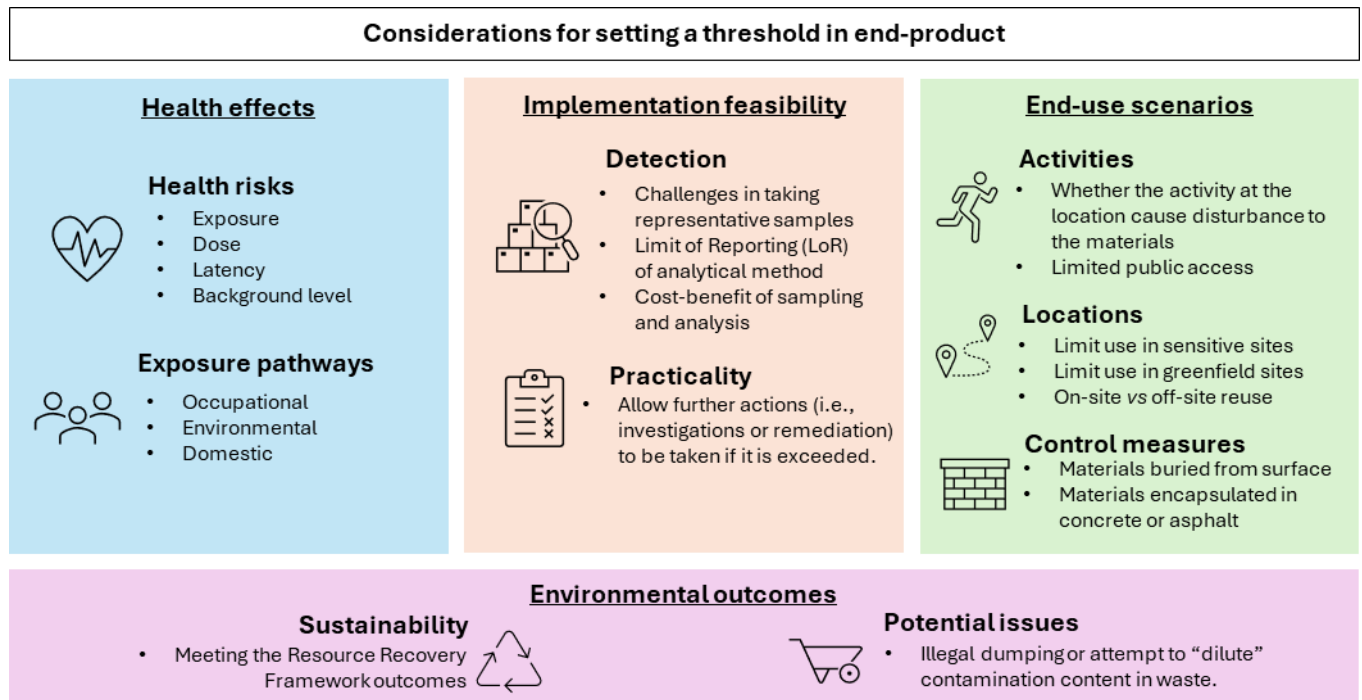 Considerations for setting a threshold in end-product
Health effects
Health risks
• Exposure
• Dose
• Latency
• Background level
Exposure pathways
• Occupational
• Environmental
• Domestic
Implementation feasibility
Detection
• Challenges in taking
representative samples
• Limit of Reporting (LoR)
of analytical method
• Cost-benefit of sampling
and analysis
Practicality
• Allow further actions (i.e.,
investigations or remediation)
to be taken if it is exceeded.
End-use scenarios
Activities
• Whether the activity at the
location cause disturbance to
the materials
• Limited public access
Locations
• Limit use in sensitive sites
• Limit use in greenfield sites
• On-site vs off-site reuse
Control measures
• Materials buried from surface
• Materials encapsulated in
concrete or asphalt
Environmental outcomes
Sustainability
• Meeting the Resource Recovery
Framework outcomes
Potential issues
• Illegal dumping or attempt to “dilute”
contamination content in waste.